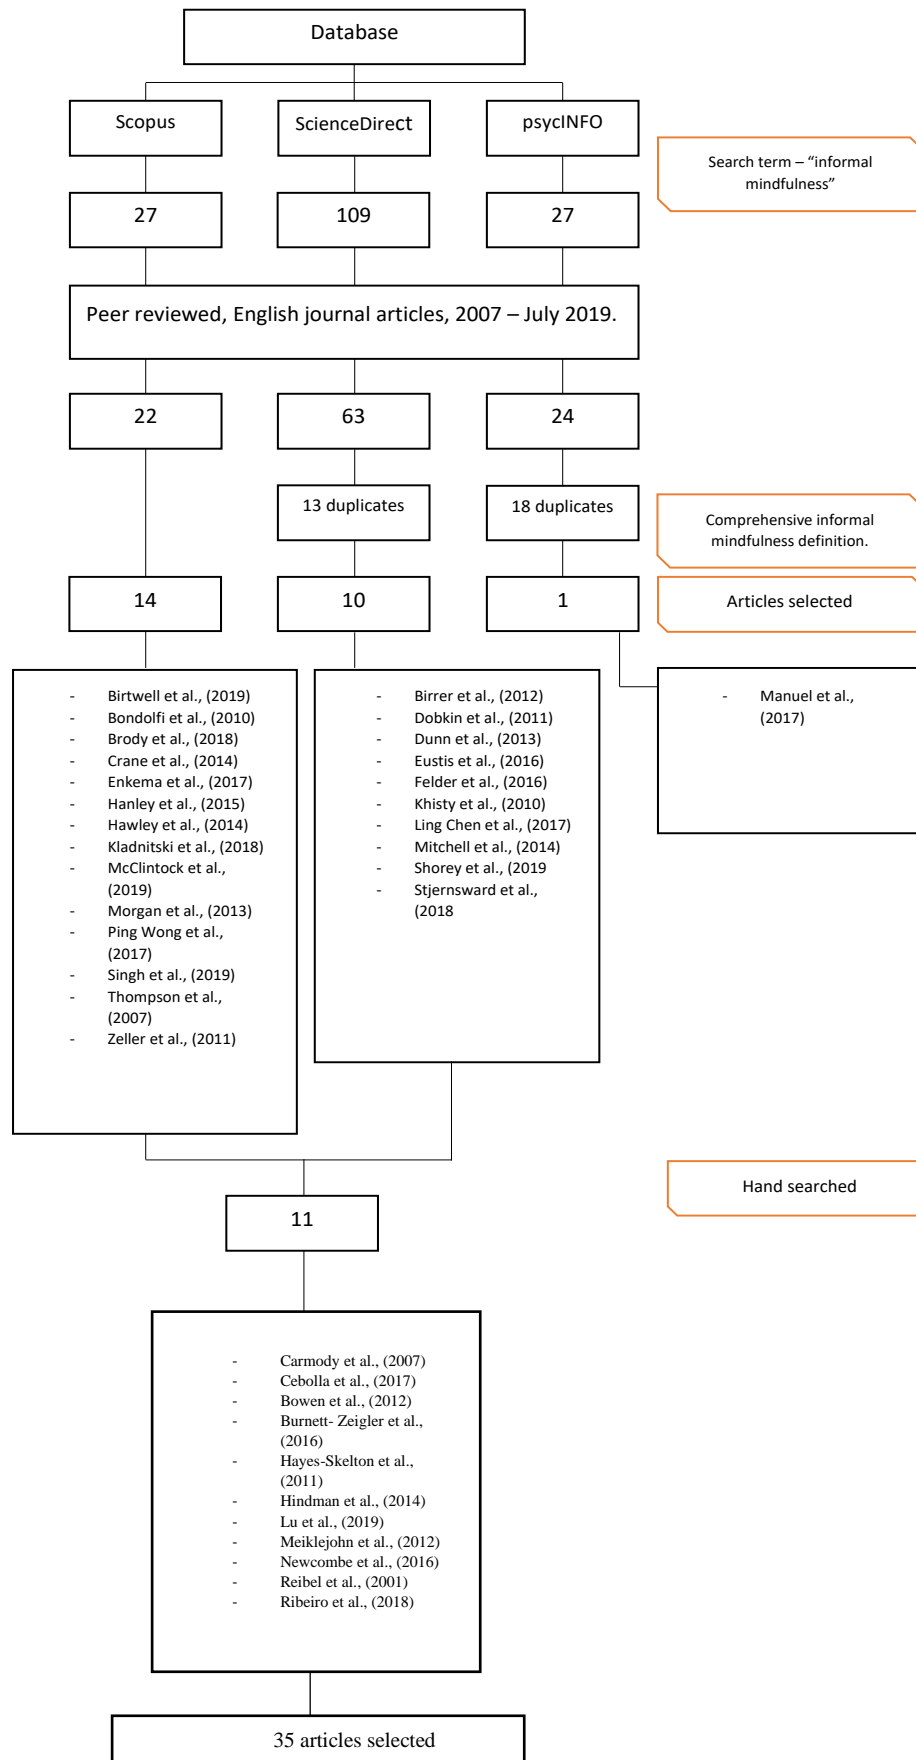 Database
Scopus
ScienceDirect
psycINFO
Search term – “informal
mindfulness”
27
109
27
Peer reviewed, English journal articles, 2007 – July 2019.
22
63
24
13 duplicates
18 duplicates
Comprehensive informal
mindfulness definition.
14
10
1
Articles selected
- Birtwell et al., (2019)
- Bondolfi et al., (2010)
- Brody et al., (2018)
- Crane et al., (2014)
- Enkema et al., (2017)
- Hanley et al., (2015)
- Hawley et al., (2014)
- Kladnitski et al., (2018)
- McClintock et al.,
(2019)
- Morgan et al., (2013)
- Ping Wong et al.,
(2017)
- Singh et al., (2019)
- Thompson et al.,
(2007)
- Zeller et al., (2011)
- Birrer et al., (2012)
- Dobkin et al., (2011)
- Dunn et al., (2013)
- Eustis et al., (2016)
- Felder et al., (2016)
- Khisty et al., (2010)
- Ling Chen et al., (2017)
- Mitchell et al., (2014)
- Shorey et al., (2019
- Stjernsward et al.,
(2018
- Manuel et al.,
(2017)
Hand searched
11
- Carmody et al., (2007)
- Cebolla et al., (2017)
- Bowen et al., (2012)
- Burnett- Zeigler et al.,
(2016)
- Hayes-Skelton et al.,
(2011)
- Hindman et al., (2014)
- Lu et al., (2019)
- Meiklejohn et al., (2012)
- Newcombe et al., (2016)
- Reibel et al., (2001)
- Ribeiro et al., (2018)
35 articles selected